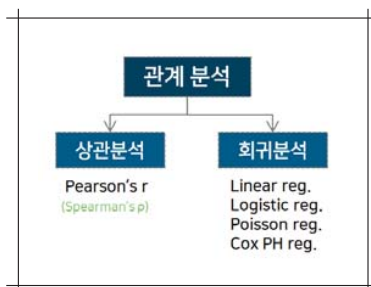 관계 분석
상관분석
Pearson's r
(Spearman's ρ)
회귀분석
Linear reg.
Logistic reg.
Poisson reg.
Cox PH reg.